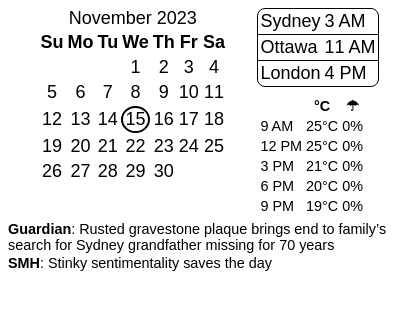 November 2023
Su Mo Tu We Th Fr Sa
1 2 3 4
5 6 7 8 9 10 11
12 13 14 15 16 17 18
19 20 21 22 23 24 25
26 27 28 29 30
Sydney 3 AM
Ottawa 11 AM
London 4 PM
°C ☂
9 AM 25°C 0%
12 PM 25°C 0%
3 PM 21°C 0%
6 PM 20°C 0%
9 PM 19°C 0%
Guardian: Rusted gravestone plaque brings end to family’s
search for Sydney grandfather missing for 70 years
SMH: Stinky sentimentality saves the day